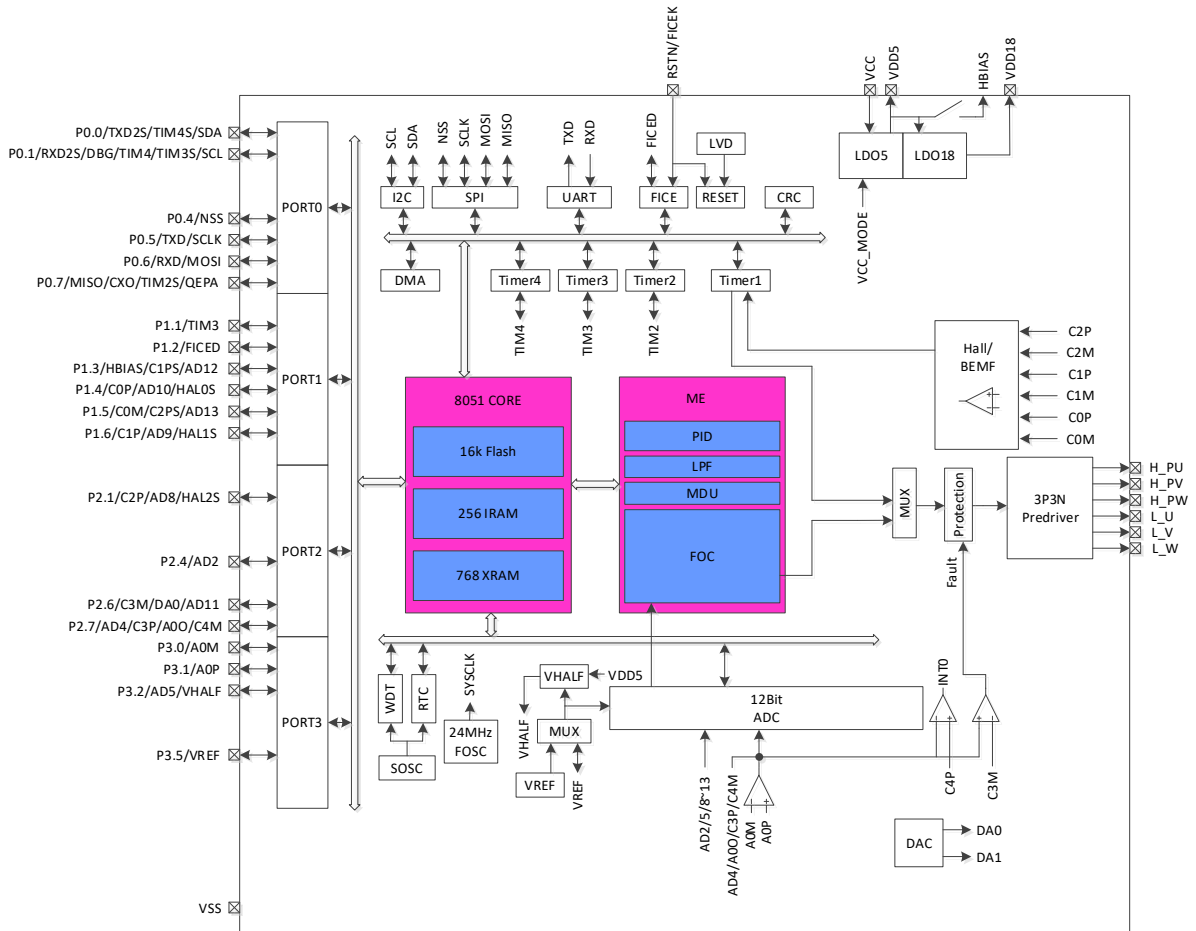 RSTN/FICEK
VCC
VDD5
HBIAS
VDD18
P0.0/TXD2S/TIM4S/SDA
P0.1/RXD2S/DBG/TIM4/TIM3S/SCL
P0.4/NSS
P0.5/TXD/SCLK
P0.6/RXD/MOSI
P0.7/MISO/CXO/TIM2S/QEPA
P1.1/TIM3
P1.2/FICED
P1.3/HBIAS/C1PS/AD12
P1.4/C0P/AD10/HAL0S
P1.5/C0M/C2PS/AD13
P1.6/C1P/AD9/HAL1S
P2.1/C2P/AD8/HAL2S
P2.4/AD2
P2.6/C3M/DA0/AD11
P2.7/AD4/C3P/A0O/C4M
P3.0/A0M
P3.1/A0P
P3.2/AD5/VHALF
P3.5/VREF
VSS
PORT0
PORT1
PORT2
PORT3
SCL
SDA
NSS
SCLK
MOSI
MISO
TXD
RXD
FICED
LVD
I2C
SPI
UART
FICE
RESET
CRC
LDO5
LDO18
VCC_MODE
DMA
Timer4
Timer3
Timer2
Timer1
TIM4
TIM3
TIM2
Hall/
BEMF
C2P
C2M
C1P
C1M
C0P
C0M
8051 CORE
16k Flash
256 IRAM
768 XRAM
ME
PID
LPF
MDU
FOC
MUX
Protection
Fault
3P3N
Predriver
H_PU
H_PV
H_PW
L_U
L_V
L_W
WDT
RTC
SOSC
SYSCLK
24MHz
FOSC
VHALF
VDD5
VHALF
MUX
VREF
VREF
12Bit
ADC
AD2/5/8~13
AD4/A0O/C3P/C4M
A0M
A0P
INT0
C4P
C3M
DAC
DA0
DA1